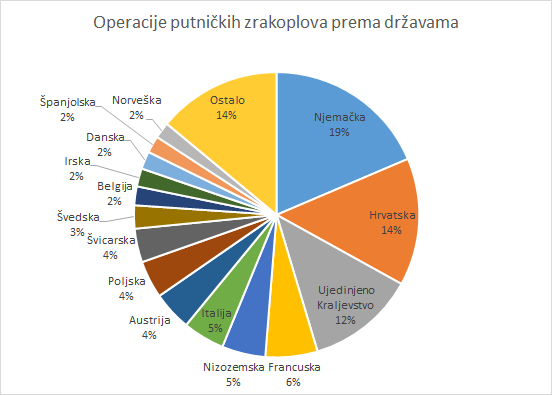 Operacije putničkih zrakoplova prema državama
Njemačka
19%
Hrvatska
14%
Ujedinjeno
Kraljevstvo
12%
Francuska
6%
Nizozemska
5%
Italija
5%
Austrija
4%
Poljska
4%
Švicarska
4%
Švedska
3%
Belgija
2%
Irska
2%
Danska
2%
Španjolska
2%
Norveška
2%
Ostalo
14%